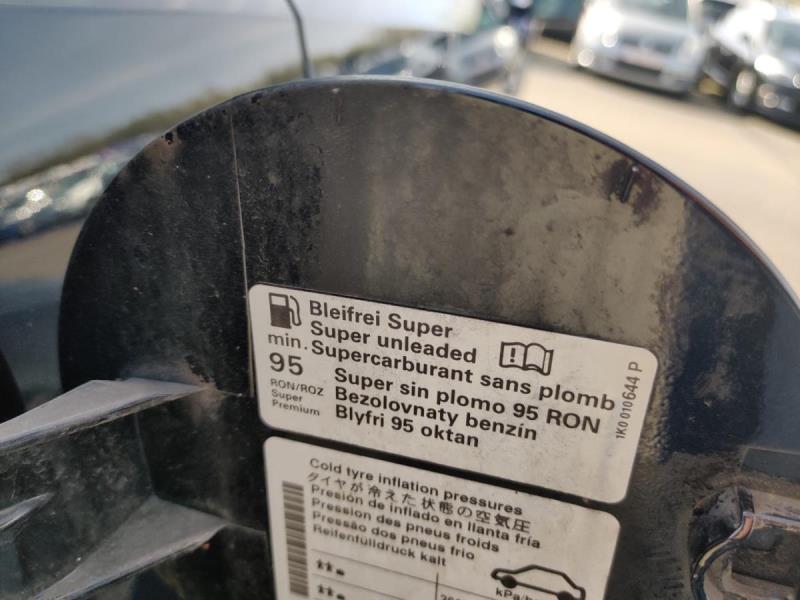 Bleifrei Super
Super unleaded
min. Supercarburant sans plomb
95 Super sin plomo 95 RON
RON/ROZ Bezolovnaty benzín
Super Blyfri 95 oktan
Premium
1K0 010 644 P
Cold tyre inflation pressures
タイヤが冷えた状態の空気圧
Presión de inflado en llanta fría
Pression des pneus froids
Pressão dos pneus frio
Reifenfülldruck kalt